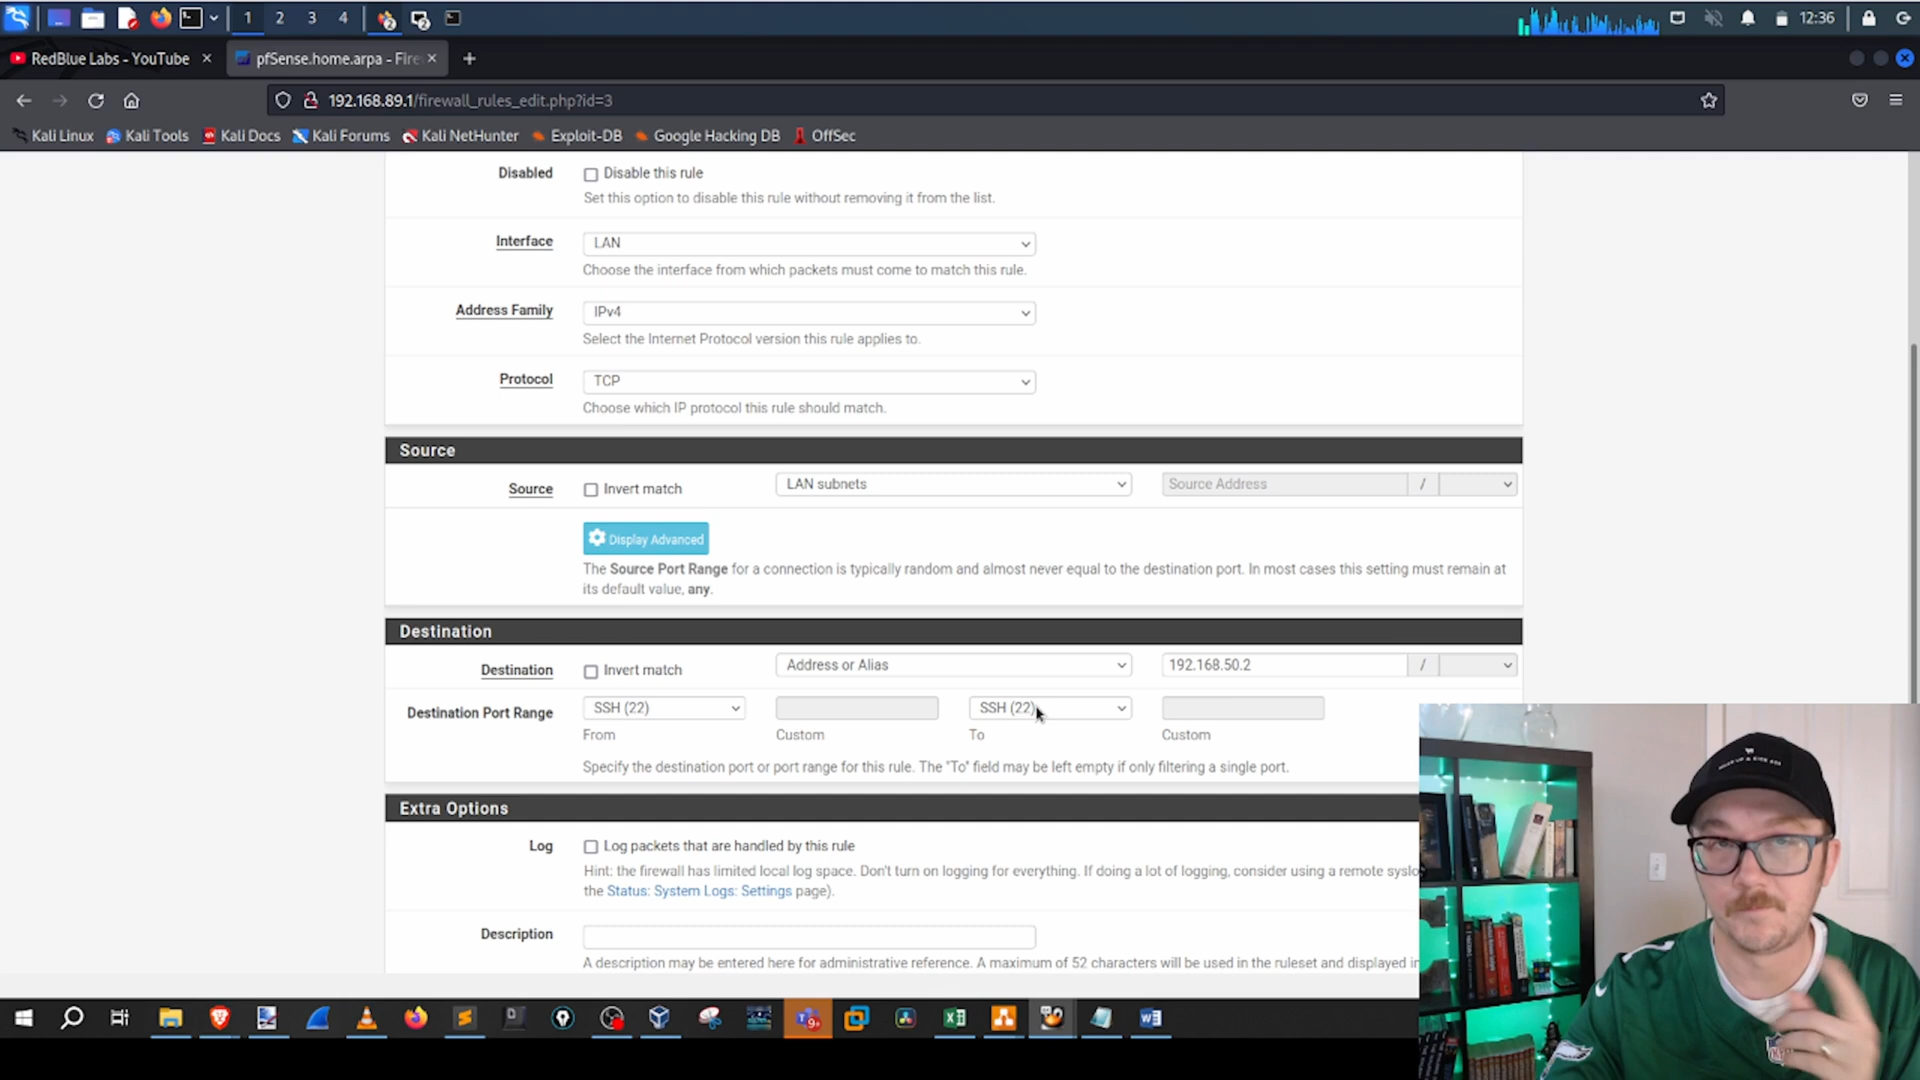 1 2 3 4 12:36
RedBlue Labs - YouTube × pfSense.home.arpa - Fire × +
192.168.89.1/firewall_rules_edit.php?id=3
Kali Linux Kali Tools Kali Docs Kali Forums Kali NetHunter Exploit-DB Google Hacking DB OffSec
Disabled Disable this rule
Set this option to disable this rule without removing it from the list.
Interface LAN
Choose the interface from which packets must come to match this rule.
Address Family IPv4
Select the Internet Protocol version this rule applies to.
Protocol TCP
Choose which IP protocol this rule should match.
Source
Source Invert match LAN subnets Source Address /
Display Advanced
The Source Port Range for a connection is typically random and almost never equal to the destination port. In most cases this setting must remain at
its default value, any.
Destination
Destination Invert match Address or Alias 192.168.50.2 /
Destination Port Range SSH (22) SSH (22)
From Custom To Custom
Specify the destination port or port range for this rule. The "To" field may be left empty if only filtering a single port.
Extra Options
Log Log packets that are handled by this rule
Hint: the firewall has limited local log space. Don't turn on logging for everything. If doing a lot of logging, consider using a remote syslo
the Status: System Logs: Settings page).
Description
A description may be entered here for administrative reference. A maximum of 52 characters will be used in the ruleset and displayed in
9+